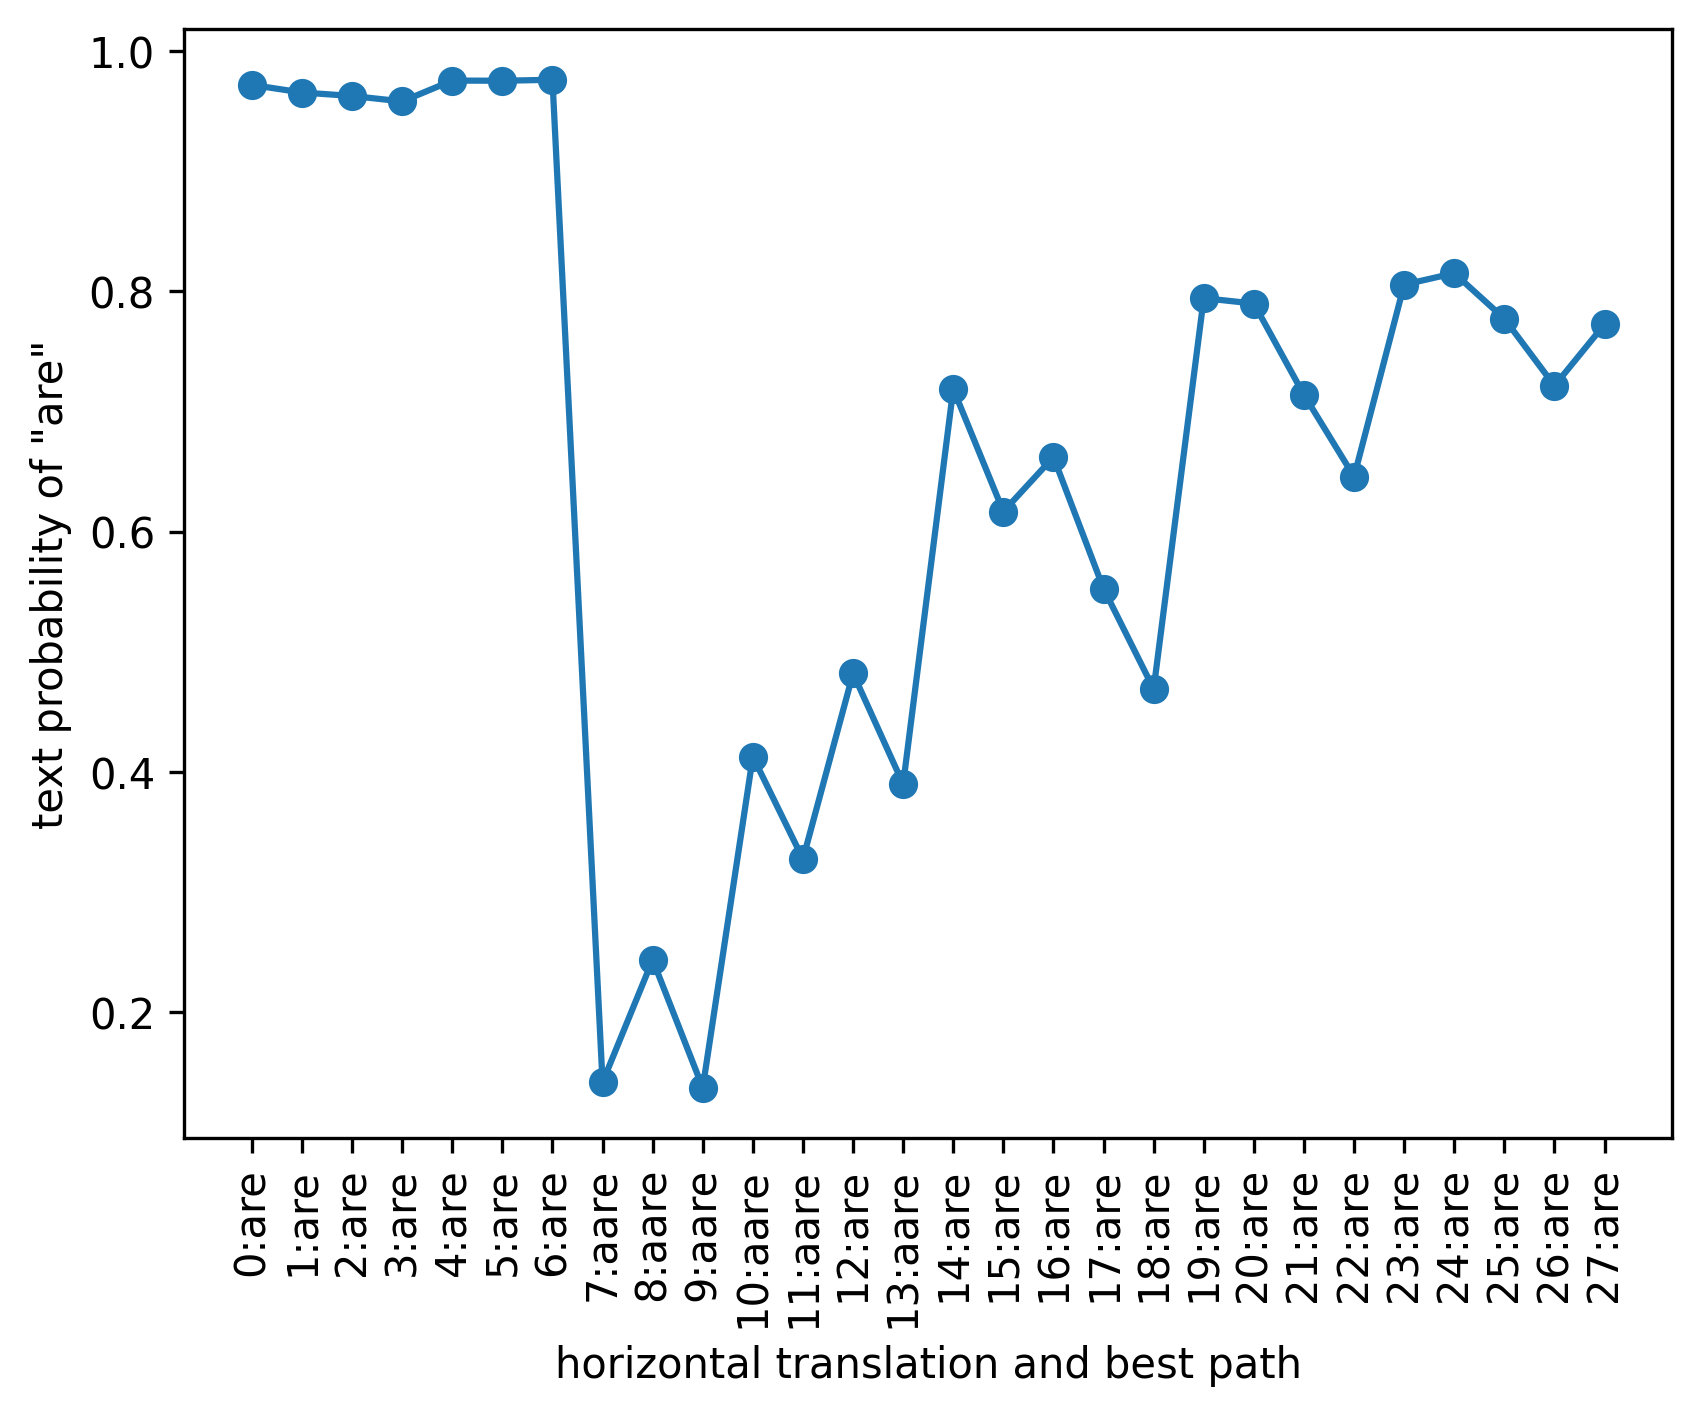 1.0
0.8
0.6
0.4
0.2
text probability of "are"
0:are
1:are
2:are
3:are
4:are
5:are
6:are
7:aare
8:aare
9:aare
10:aare
11:aare
12:are
13:aare
14:are
15:are
16:are
17:are
18:are
19:are
20:are
21:are
22:are
23:are
24:are
25:are
26:are
27:are
horizontal translation and best path